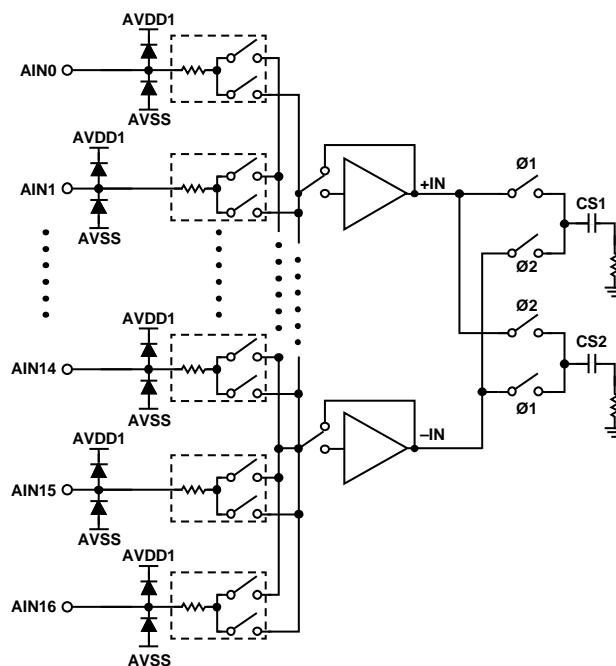 AVDD1
AIN0
AVSS
AVDD1
AIN1
AVSS
+IN
Ø1
CS1
Ø2
AVDD1
AIN14
AVSS
Ø2
CS2
Ø1
–IN
AVDD1
AIN15
AVSS
AVDD1
AIN16
AVSS